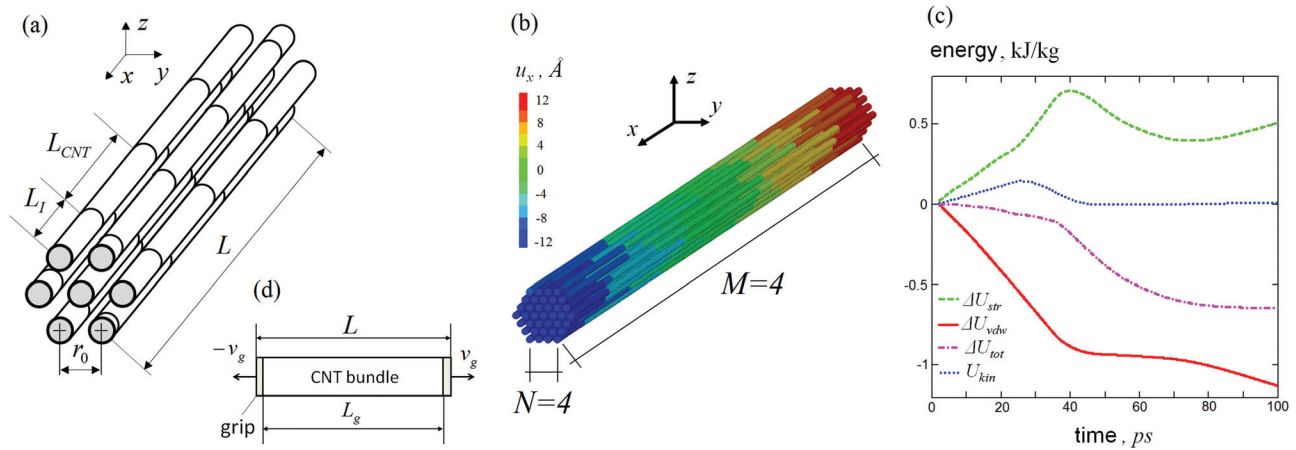 (a)
z
y
x
L_CNT
L_I
L
r_0
(b)
u_x , Å
12
8
4
0
-4
-8
-12
z
y
x
M=4
N=4
(d)
L
-v_g
v_g
CNT bundle
grip
L_g
(c)
energy, kJ/kg
0.5
0
-0.5
-1
ΔU_str
ΔU_vdw
ΔU_tot
U_kin
0 20 40 60 80 100
time , ps